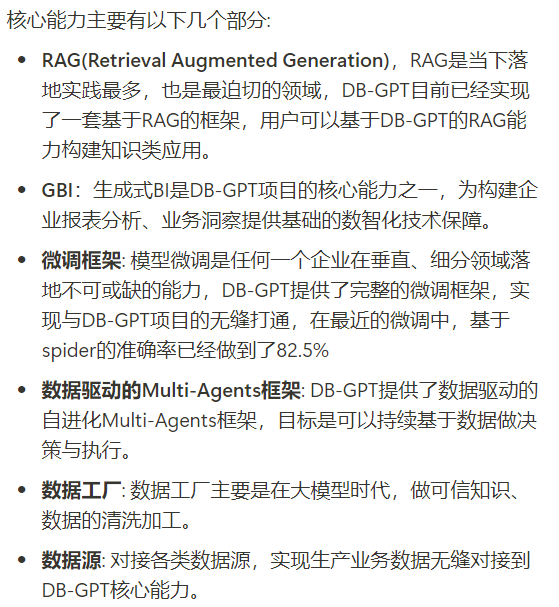 核心能力主要有以下几个部分:
• RAG(Retrieval Augmented Generation)，RAG是当下落
地实践最多，也是最迫切的领域，DB-GPT目前已经实现
了一套基于RAG的框架，用户可以基于DB-GPT的RAG能
力构建知识类应用。
• GBI：生成式BI是DB-GPT项目的核心能力之一，为构建企
业报表分析、业务洞察提供基础的数智化技术保障。
• 微调框架: 模型微调是任何一个企业在垂直、细分领域落
地不可或缺的能力，DB-GPT提供了完整的微调框架，实
现与DB-GPT项目的无缝打通，在最近的微调中，基于
spider的准确率已经做到了82.5%
• 数据驱动的Multi-Agents框架: DB-GPT提供了数据驱动的
自进化Multi-Agents框架，目标是可以持续基于数据做决
策与执行。
• 数据工厂: 数据工厂主要是在大模型时代，做可信知识、
数据的清洗加工。
• 数据源: 对接各类数据源，实现生产业务数据无缝对接到
DB-GPT核心能力。